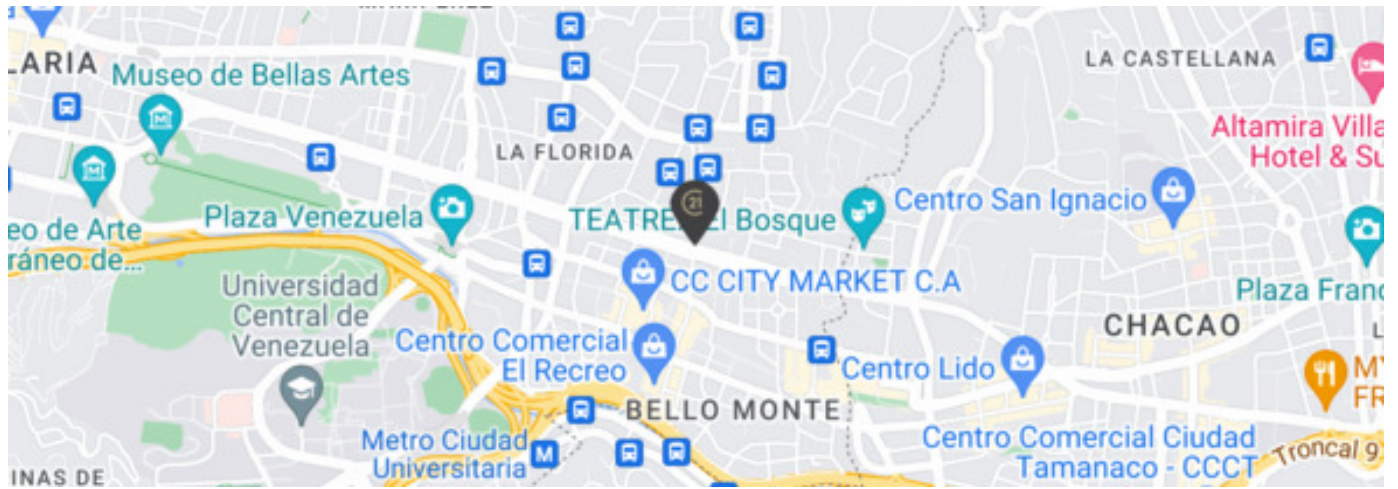 LARIA
Museo de Bellas Artes
LA CASTELLANA
Altamira Villa
Hotel & Su
LA FLORIDA
21
Centro San Ignacio
Plaza Venezuela
El Bosque
eo de Arte
ráneo de...
CC CITY MARKET C.A
Universidad
Central de
Venezuela
Plaza Franc
CHACAO
Centro Comercial
El Recreo
Centro Lido
BELLO MONTE
MY
FR
Metro Ciudad
Universitaria
M
Centro Comercial Ciudad
Tamanaco - CCCT
Troncal 9
INAS DE